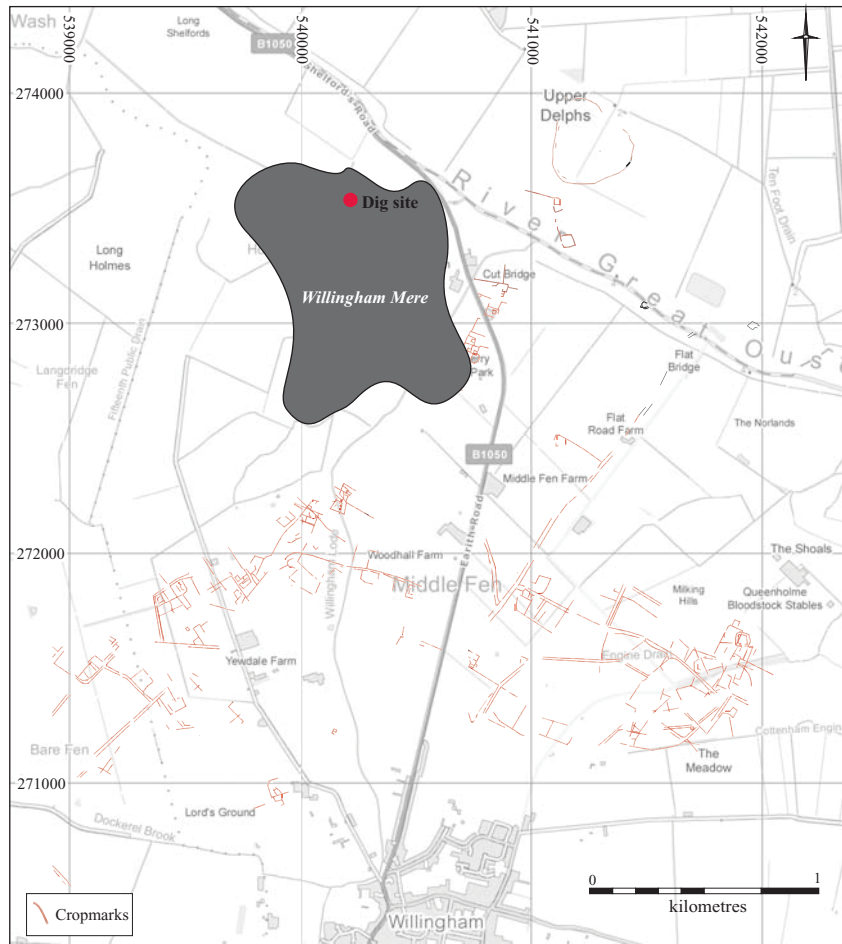 539000
540000
541000
542000
Wash
Long
Shelfords
B1050
Shelford's Road
274000
Upper
Delphs
Ten Foot Drain
River Great Ouse
Dig site
Long
Holmes
Cut Bridge
Willingham Mere
273000
Fifteenth Public Drain
Langdridge
Fen
Park
Flat
Bridge
Flat
Road Farm
The Norlands
B1050
Middle Fen Farm
Earith Road
272000
Woodhall Farm
Willingham Lode
Middle Fen
The Shoals
Milking
Hills
Queenholme
Bloodstock Stables
Yewdale Farm
Engine Drain
Bare Fen
Cottenham Engin
The
Meadow
271000
Lord's Ground
Dockerel Brook
0
1
kilometres
Cropmarks
Willingham